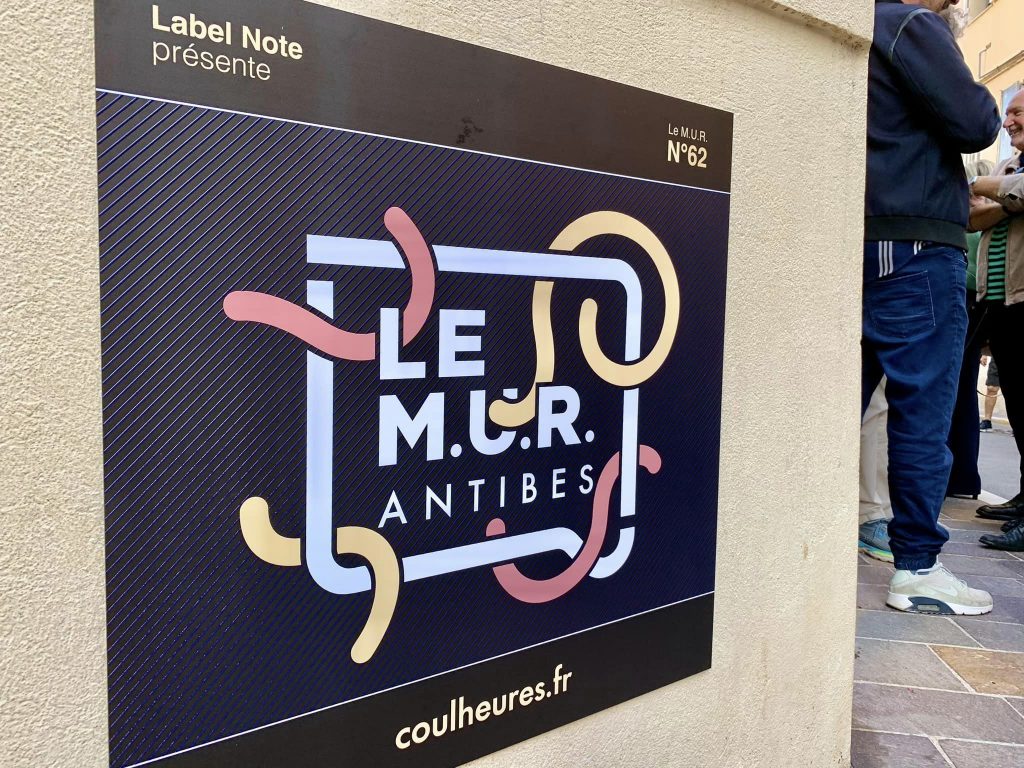 Label Note
présente
Le M.U.R.
N°62
LE
M.U.R.
ANTIBES
coulheures.fr